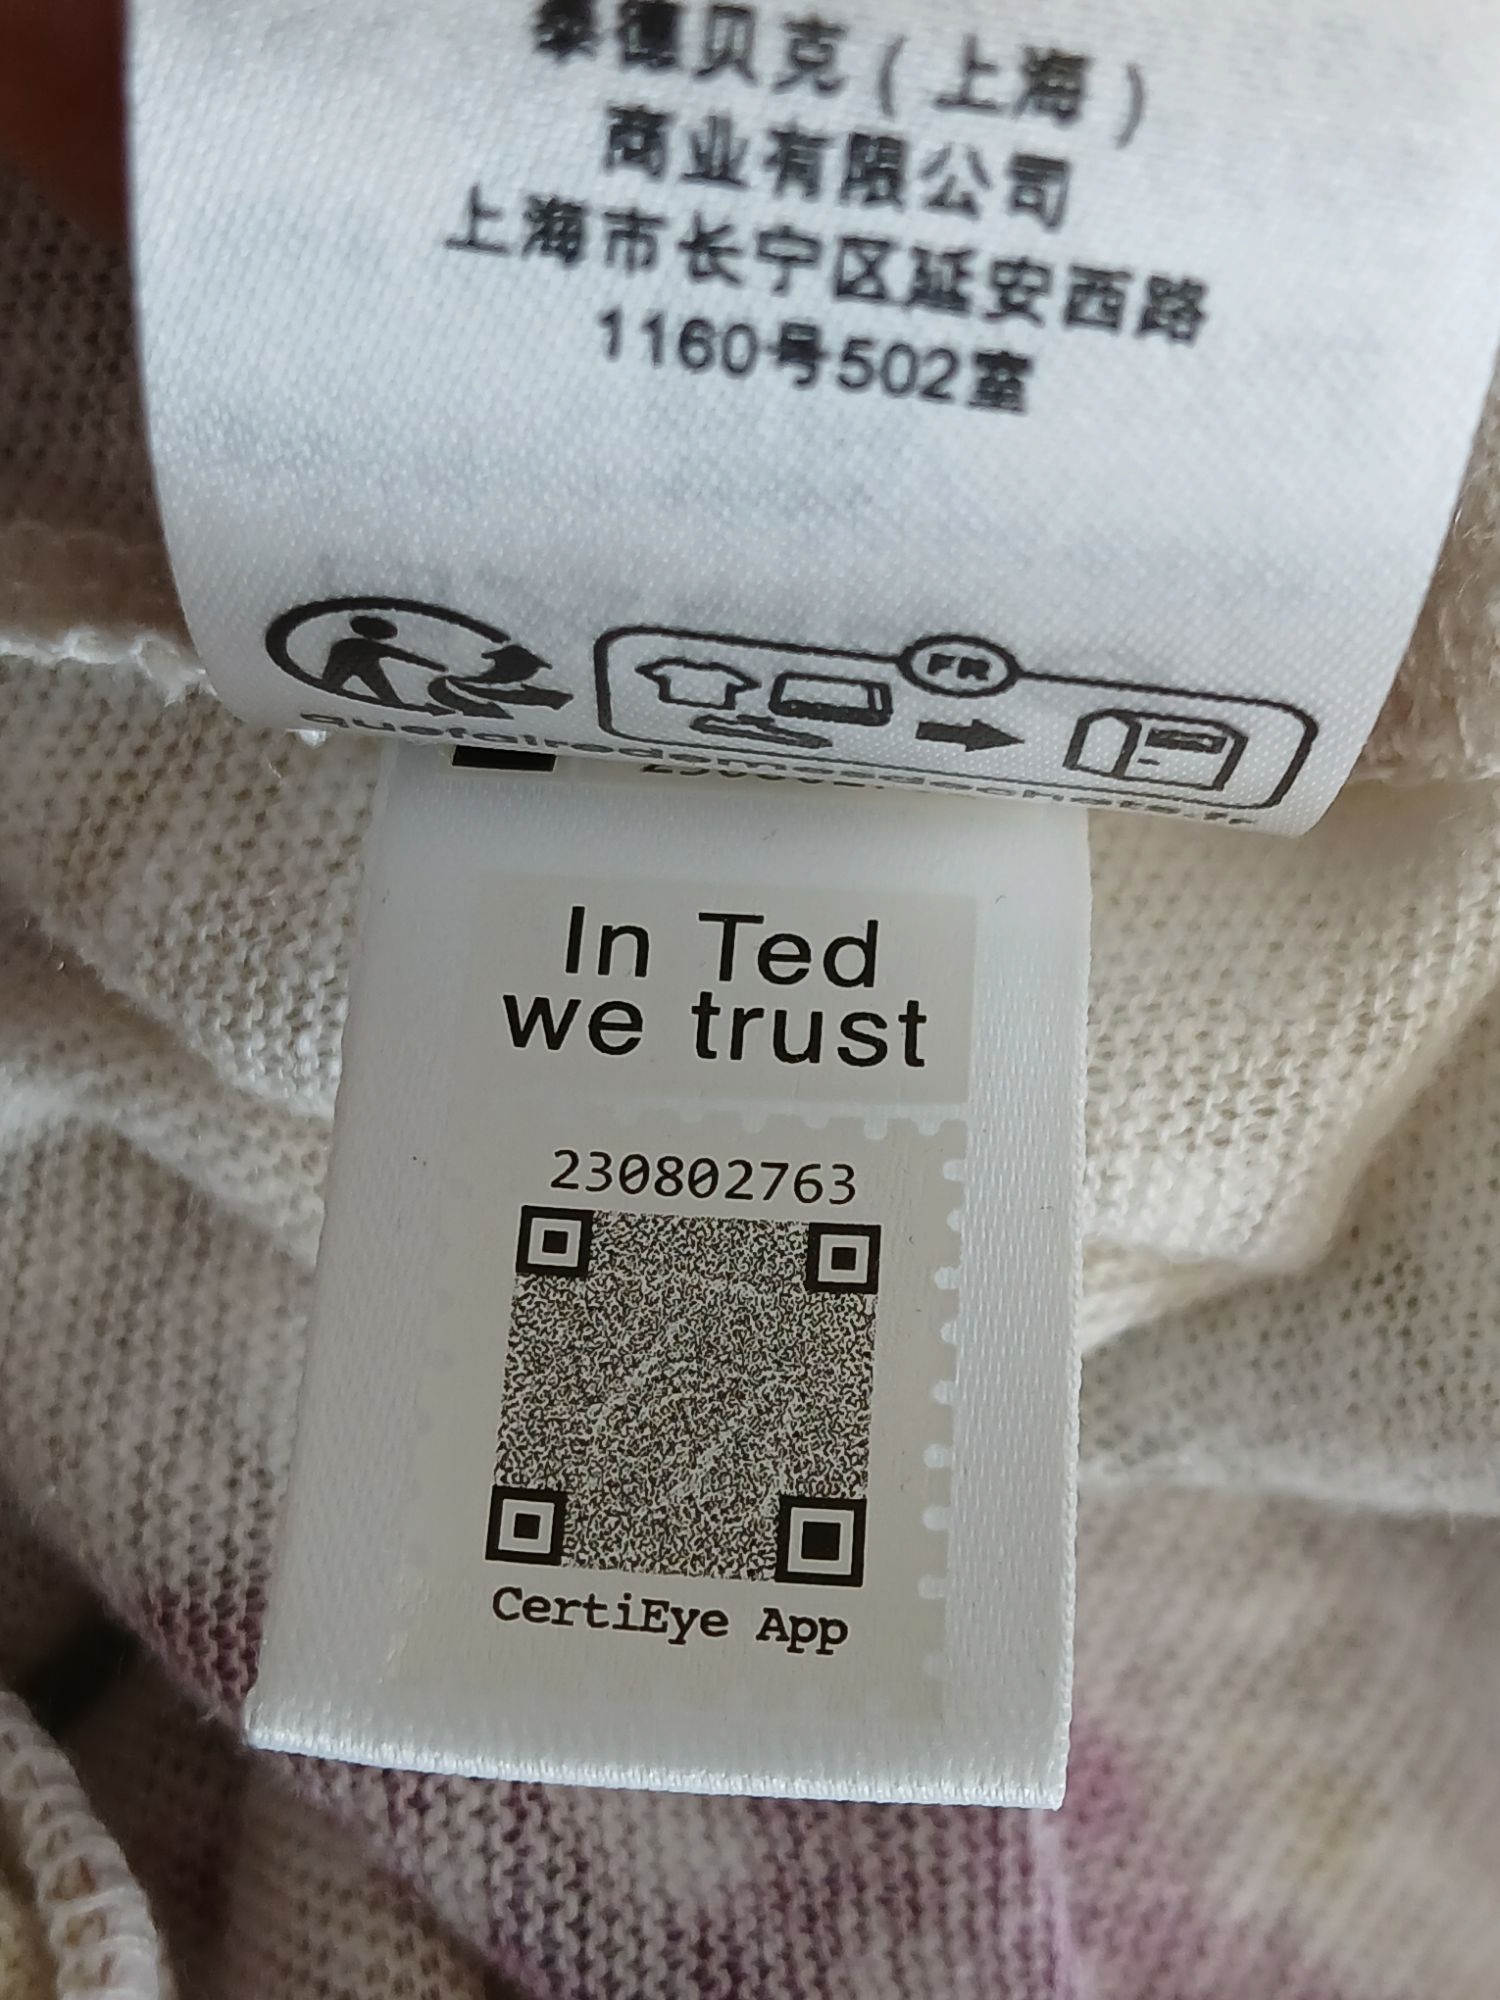 泰德贝克（上海）
商业有限公司
上海市长宁区延安西路
1160号502室
FR
quefairedemesdechets.fr
In Ted
we trust
230802763
CertiEye App